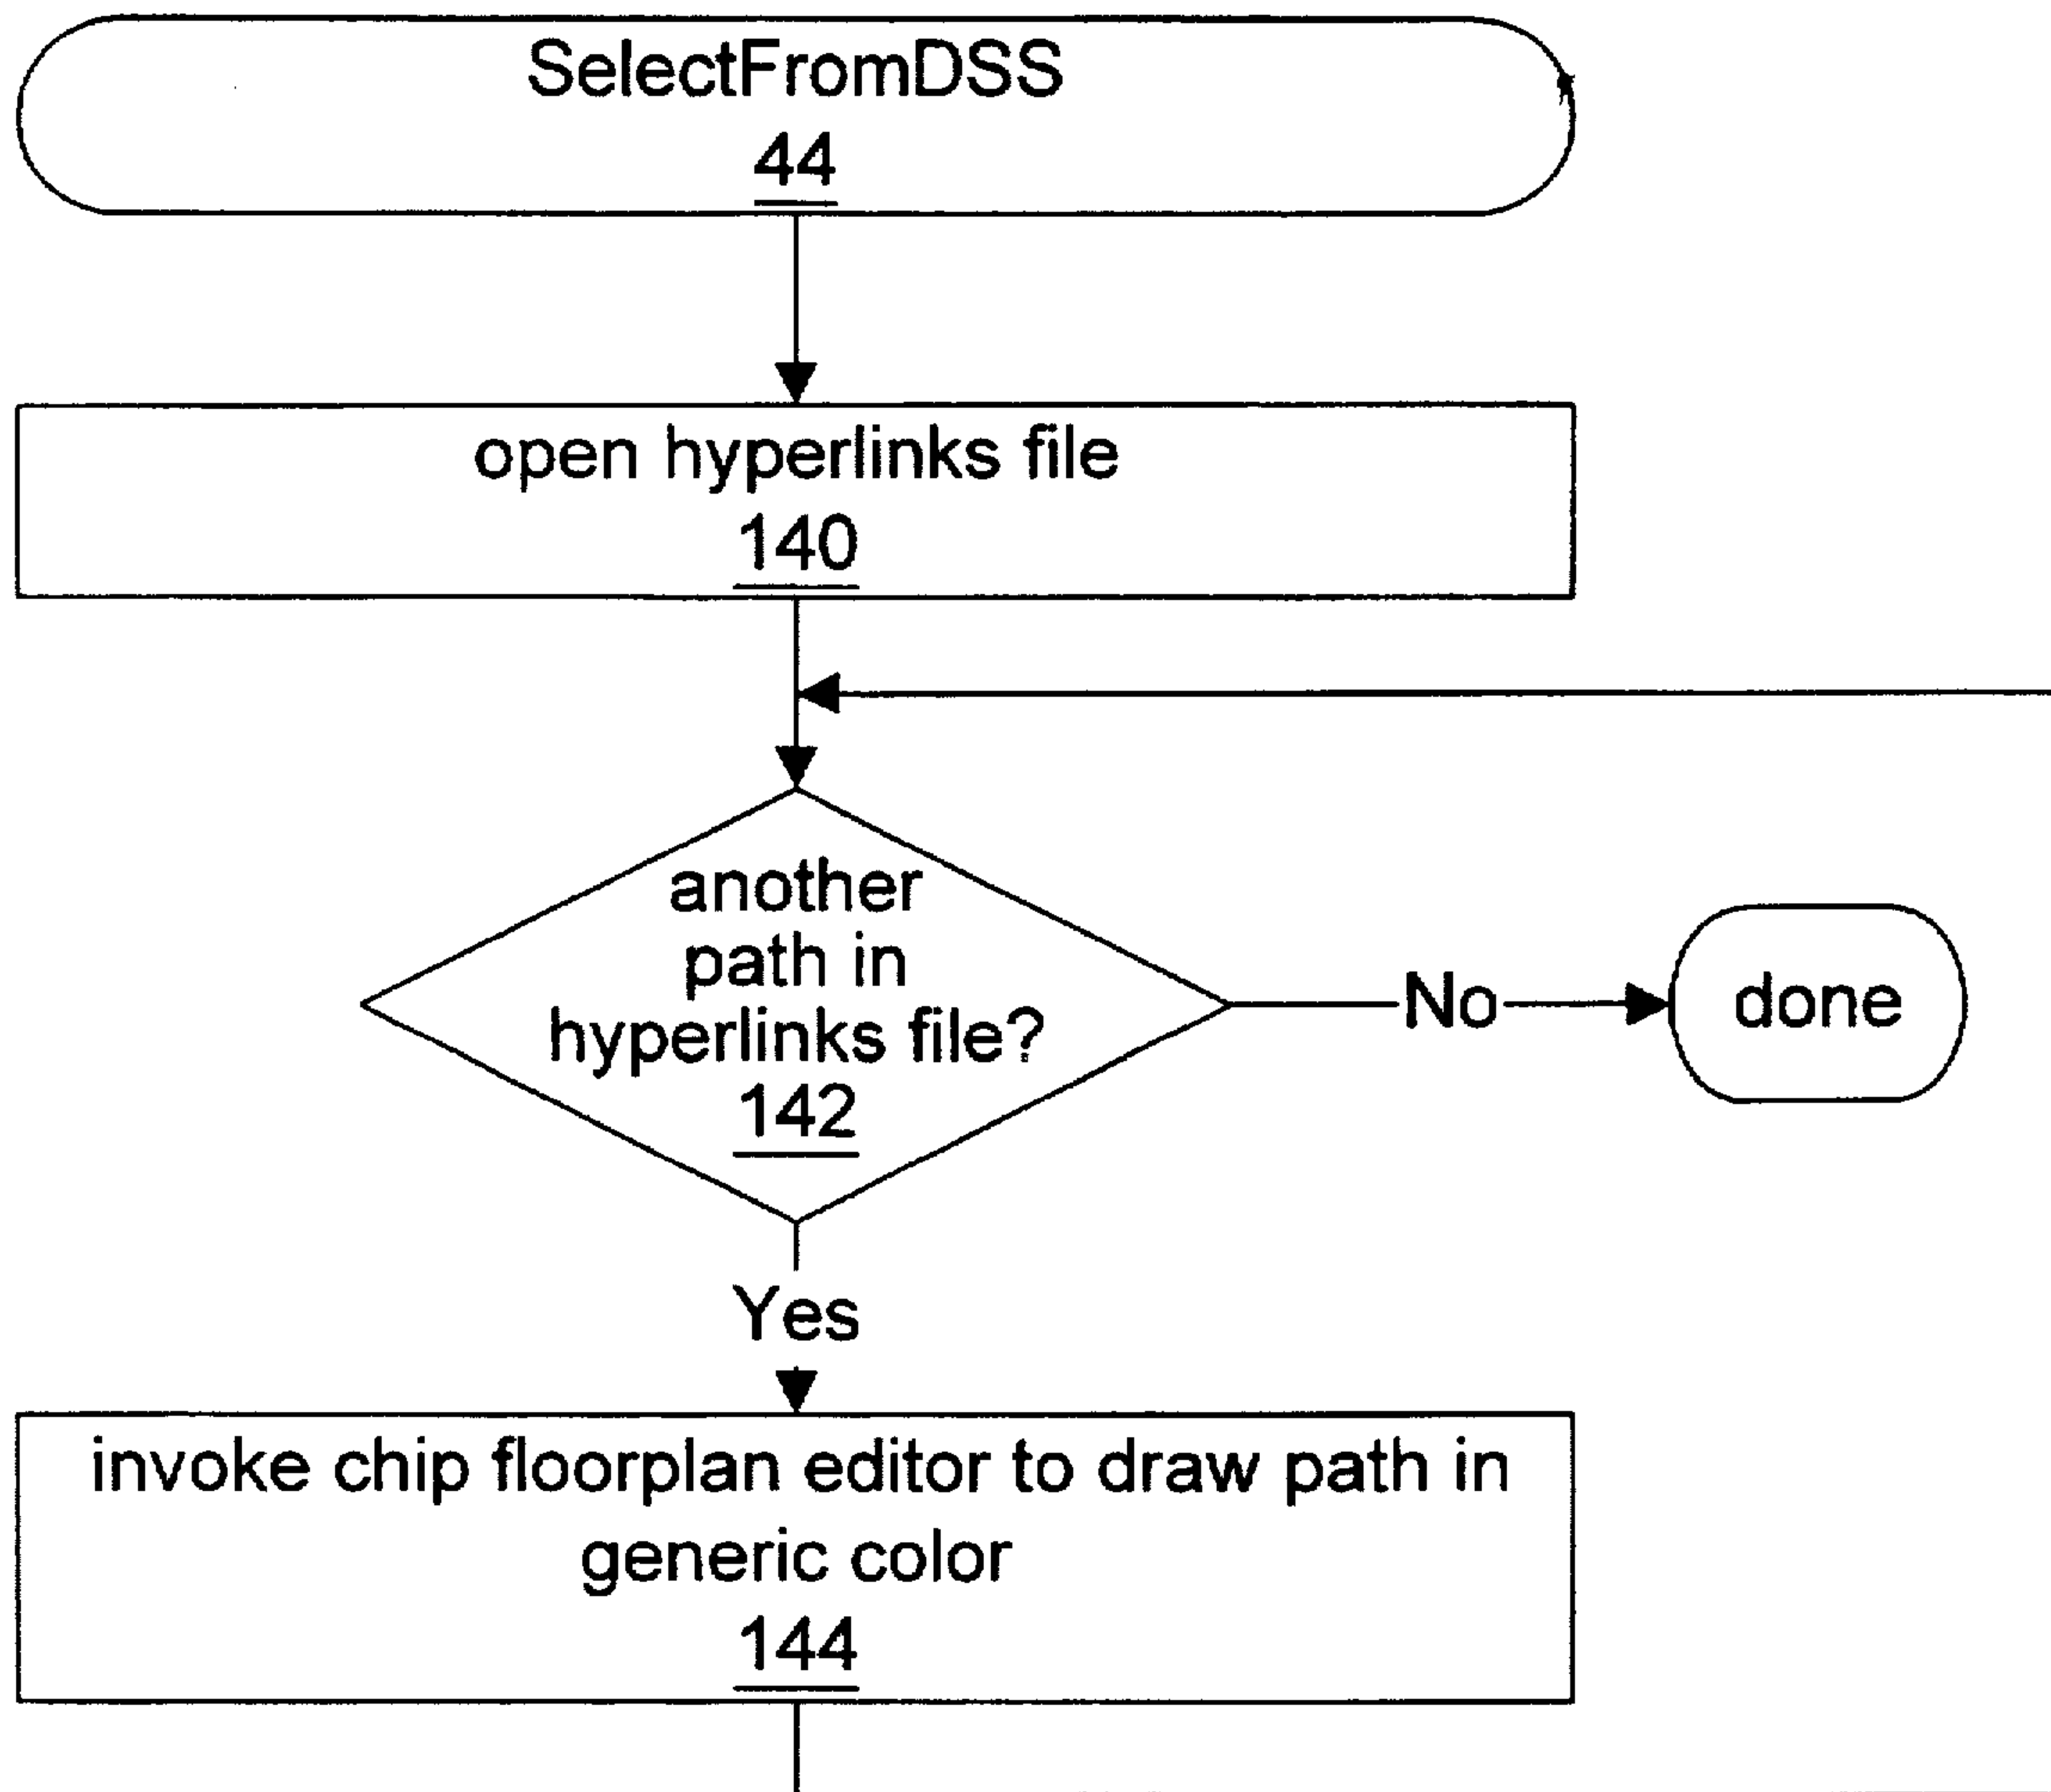 SelectFromDSS
44
open hyperlinks file
140
another
path in
hyperlinks file?
142
No
done
Yes
invoke chip floorplan editor to draw path in
generic color
144